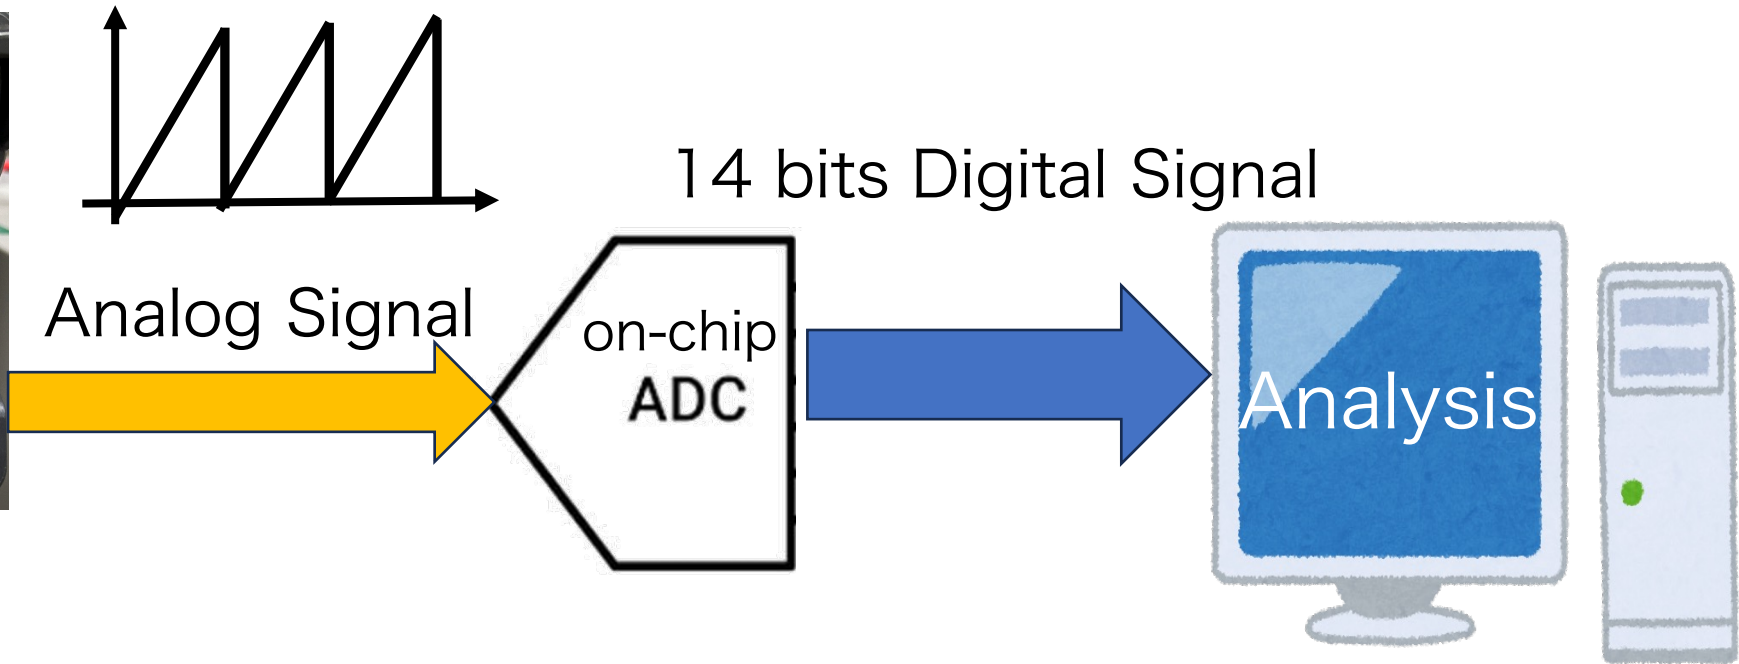 14 bits Digital Signal
Analog Signal
on-chip
ADC
Analysis